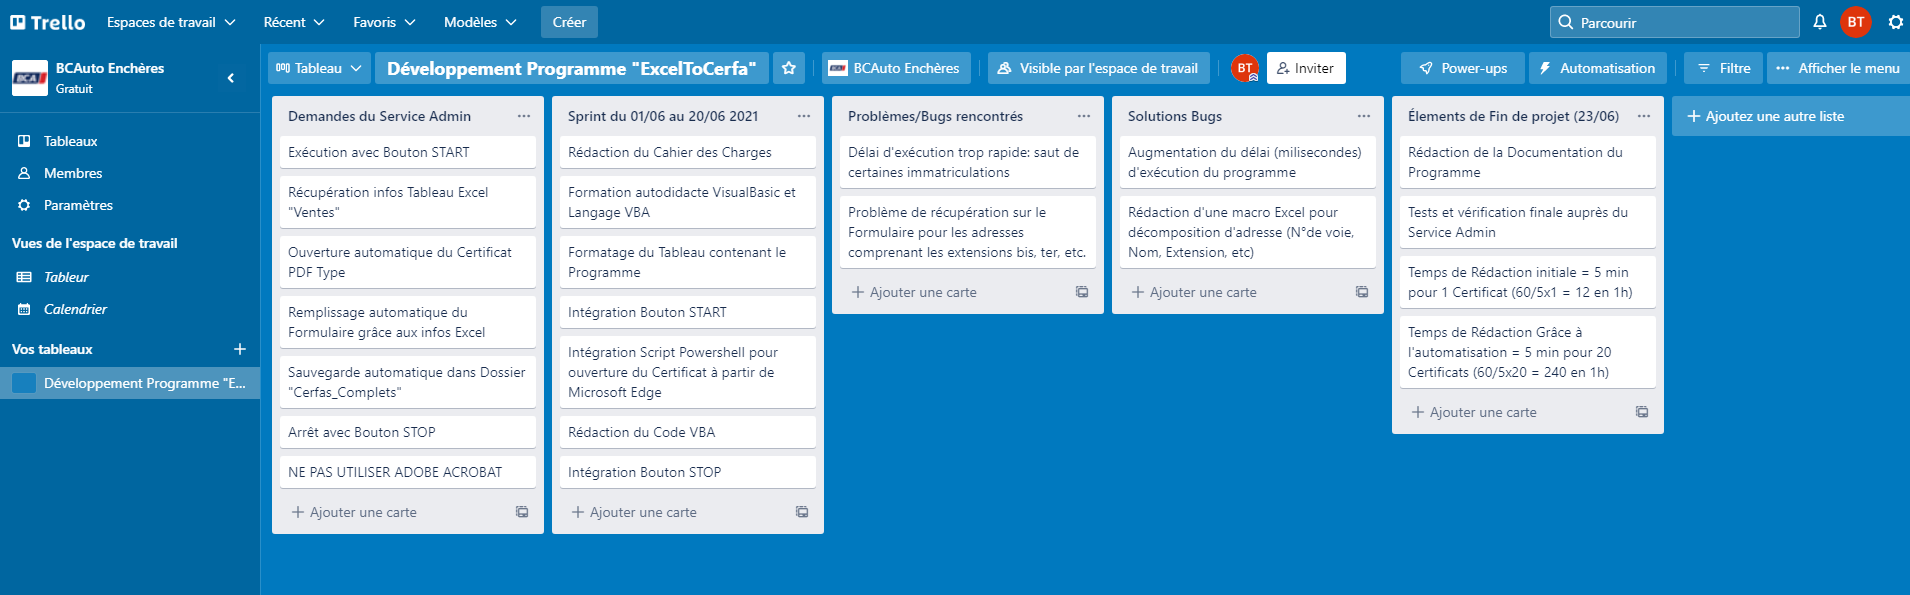 Trello
Espaces de travail
Récent
Favoris
Modèles
Créer
Parcourir
BT
BCA
BCAuto Enchères
Gratuit
Tableaux
Membres
Paramètres
Vues de l'espace de travail
Tableur
Calendrier
Vos tableaux
Développement Programme "E...
Tableau
Développement Programme "ExcelToCerfa"
BCA
BCAuto Enchères
Visible par l'espace de travail
BT
Inviter
Power-ups
Automatisation
Filtre
Afficher le menu
Demandes du Service Admin
Exécution avec Bouton START
Récupération infos Tableau Excel
"Ventes"
Ouverture automatique du Certificat
PDF Type
Remplissage automatique du
Formulaire grâce aux infos Excel
Sauvegarde automatique dans Dossier
"Cerfas_Complets"
Arrêt avec Bouton STOP
NE PAS UTILISER ADOBE ACROBAT
Ajouter une carte
Sprint du 01/06 au 20/06 2021
Rédaction du Cahier des Charges
Formation autodidacte VisualBasic et
Langage VBA
Formatage du Tableau contenant le
Programme
Intégration Bouton START
Intégration Script Powershell pour
ouverture du Certificat à partir de
Microsoft Edge
Rédaction du Code VBA
Intégration Bouton STOP
Ajouter une carte
Problèmes/Bugs rencontrés
Délai d'exécution trop rapide: saut de
certaines immatriculations
Problème de récupération sur le
Formulaire pour les adresses
comprenant les extensions bis, ter, etc.
Ajouter une carte
Solutions Bugs
Augmentation du délai (milisecondes)
d'exécution du programme
Rédaction d'une macro Excel pour
décomposition d'adresse (N°de voie,
Nom, Extension, etc)
Ajouter une carte
Élements de Fin de projet (23/06)
Rédaction de la Documentation du
Programme
Tests et vérification finale auprès du
Service Admin
Temps de Rédaction initiale = 5 min
pour 1 Certificat (60/5x1 = 12 en 1h)
Temps de Rédaction Grâce à
l'automatisation = 5 min pour 20
Certificats (60/5x20 = 240 en 1h)
Ajouter une carte
Ajoutez une autre liste